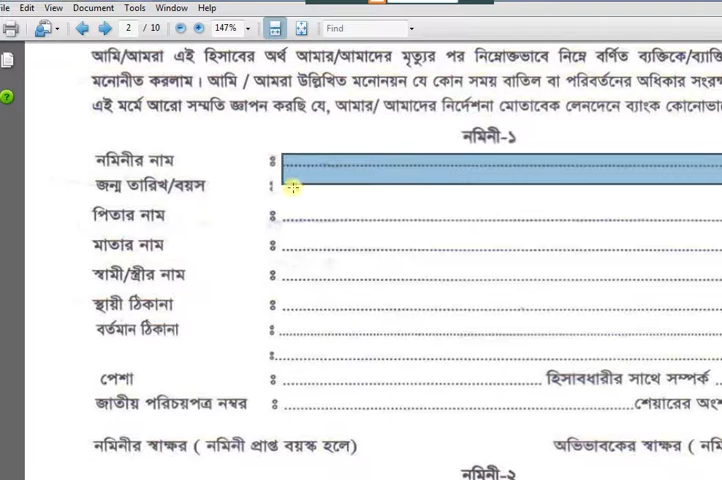 File Edit View Document Tools Window Help
2 / 10 147% Find
আমি/আমরা এই হিসাবের অর্থ আমার/আমাদের মৃত্যুর পর নিম্নোক্তভাবে নিম্নে বর্ণিত ব্যক্তিকে/ব্যক্তি
মনোনীত করলাম। আমি / আমরা উল্লিখিত মনোনয়ন যে কোন সময় বাতিল বা পরিবর্তনের অধিকার সংরক্ষ
এই মর্মে আরো সম্মতি জ্ঞাপন করছি যে, আমার/ আমাদের নির্দেশনা মোতাবেক লেনদেনে ব্যাংক কোনোভা
নমিনী-১
নমিনীর নাম :
জন্ম তারিখ/বয়স :
পিতার নাম :
মাতার নাম :
স্বামী/স্ত্রীর নাম :
স্থায়ী ঠিকানা :
বর্তমান ঠিকানা :
:
পেশা : হিসাবধারীর সাথে সম্পর্ক
জাতীয় পরিচয়পত্র নম্বর : শেয়ারের অংশ
নমিনীর স্বাক্ষর ( নমিনী প্রাপ্ত বয়স্ক হলে) অভিভাবকের স্বাক্ষর ( নমি
নমিনী-২